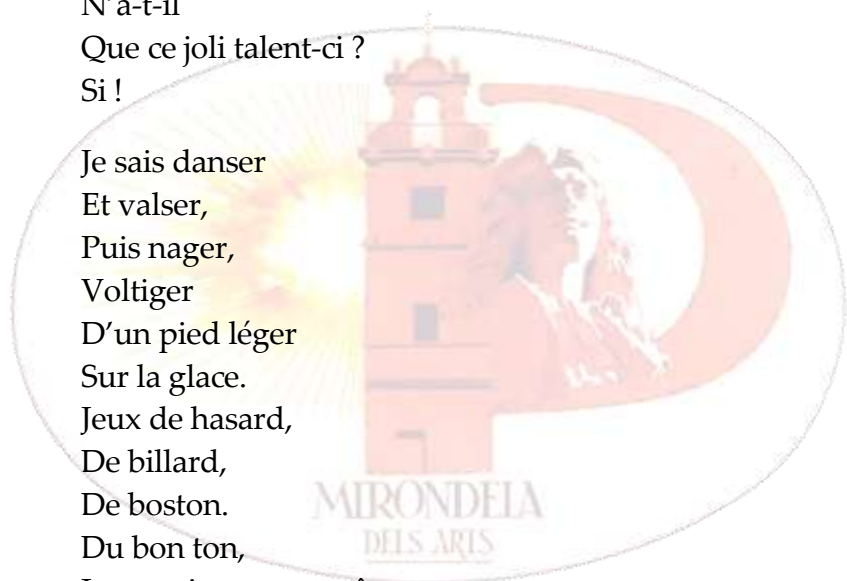 N'a-t-il
Que ce joli talent-ci ?
Si !
Je sais danser
Et valser,
Puis nager,
Voltiger
D'un pied léger
Sur la glace.
Jeux de hasard,
De billard,
De boston.
Du bon ton,
MIRONDELA
DELS ARTS